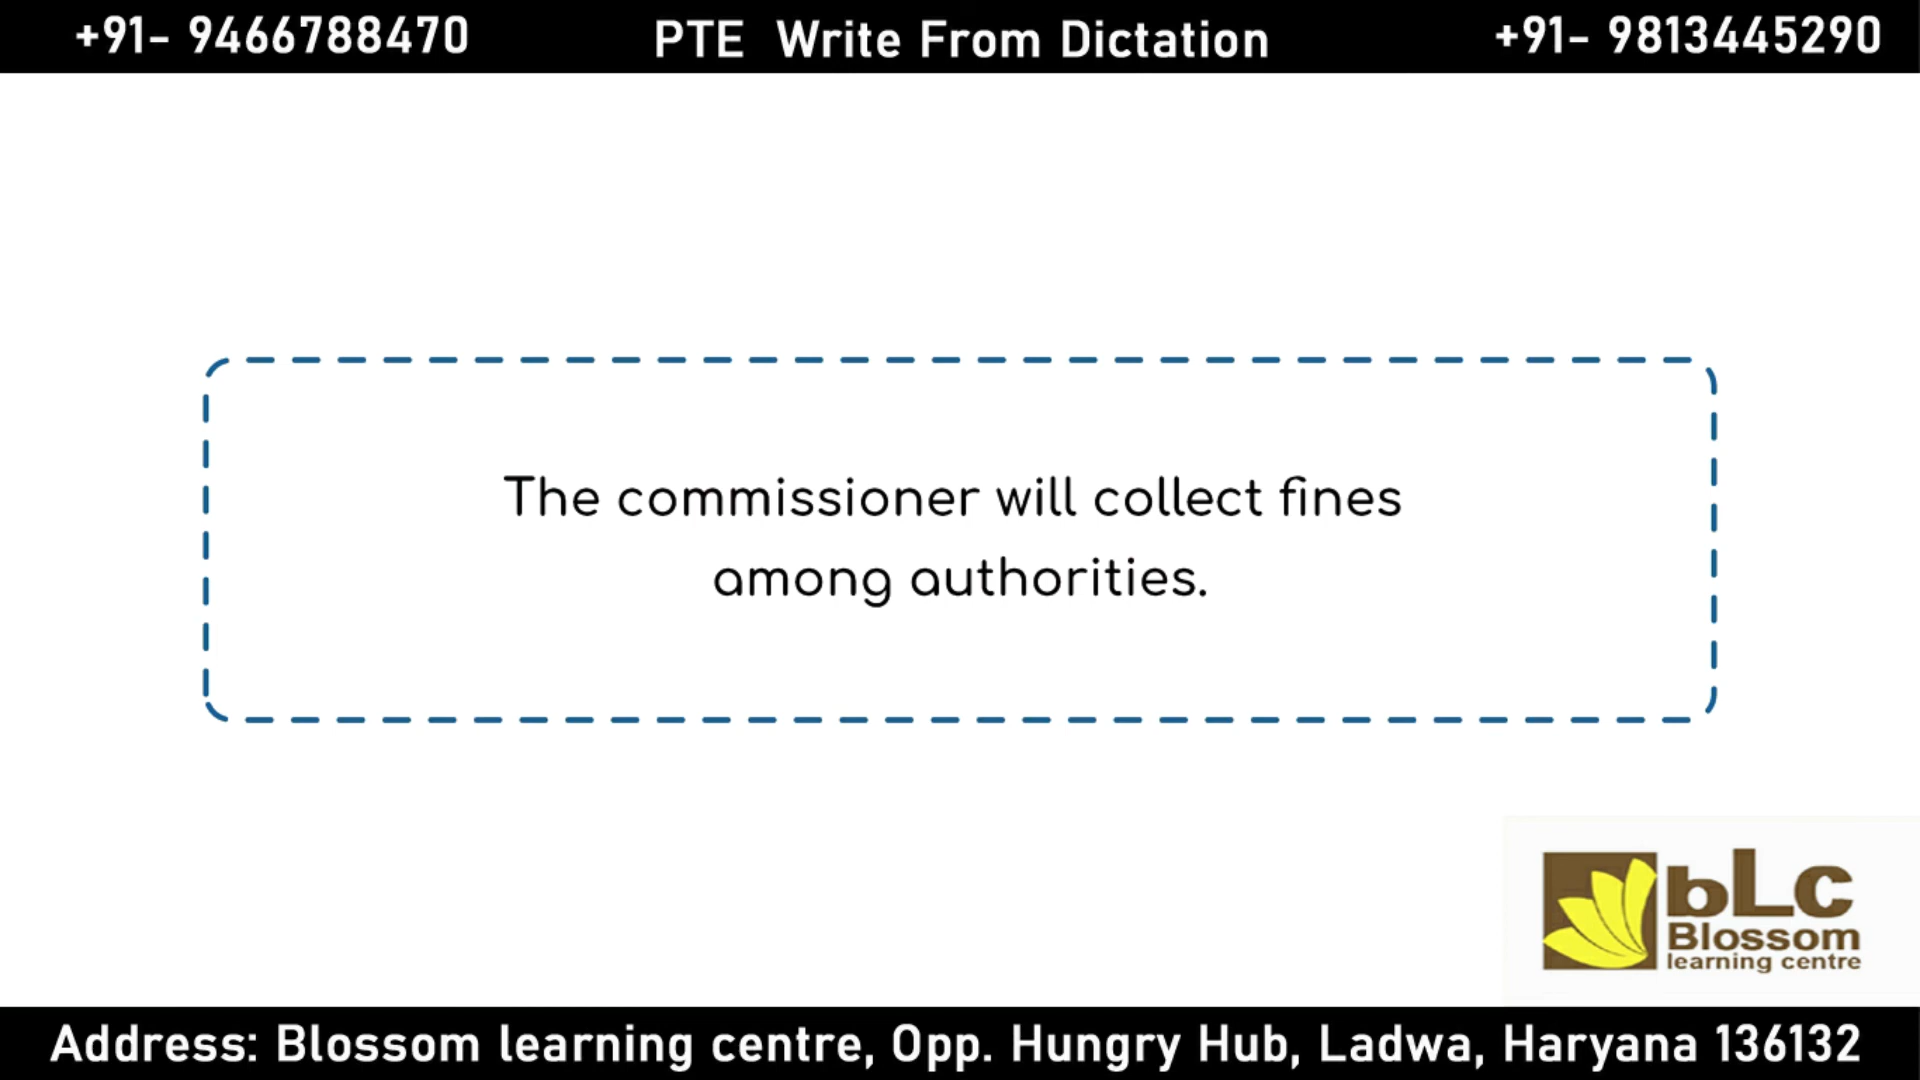 +91- 9466788470
PTE Write From Dictation
+91- 9813445290
The commissioner will collect fines
among authorities.
bLc
Blossom
learning centre
Address: Blossom learning centre, Opp. Hungry Hub, Ladwa, Haryana 136132